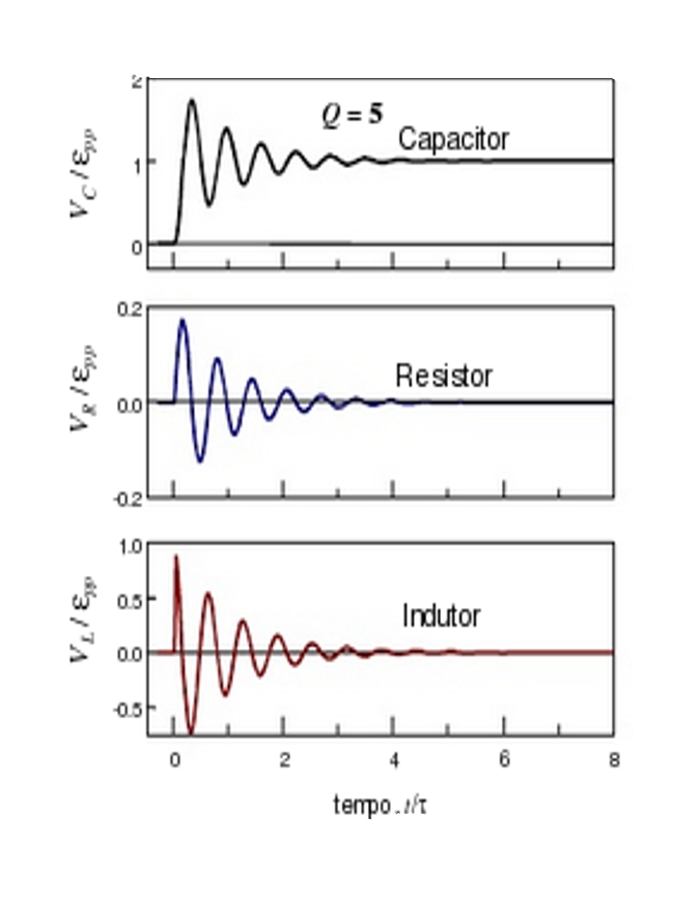 2
Q = 5
Capacitor
V_C / ε_pp
1
0
0.2
Resistor
V_R / ε_pp
0.0
-0.2
1.0
Indutor
V_L / ε_pp
0.5
0.0
-0.5
0 2 4 6 8
tempo . t/τ